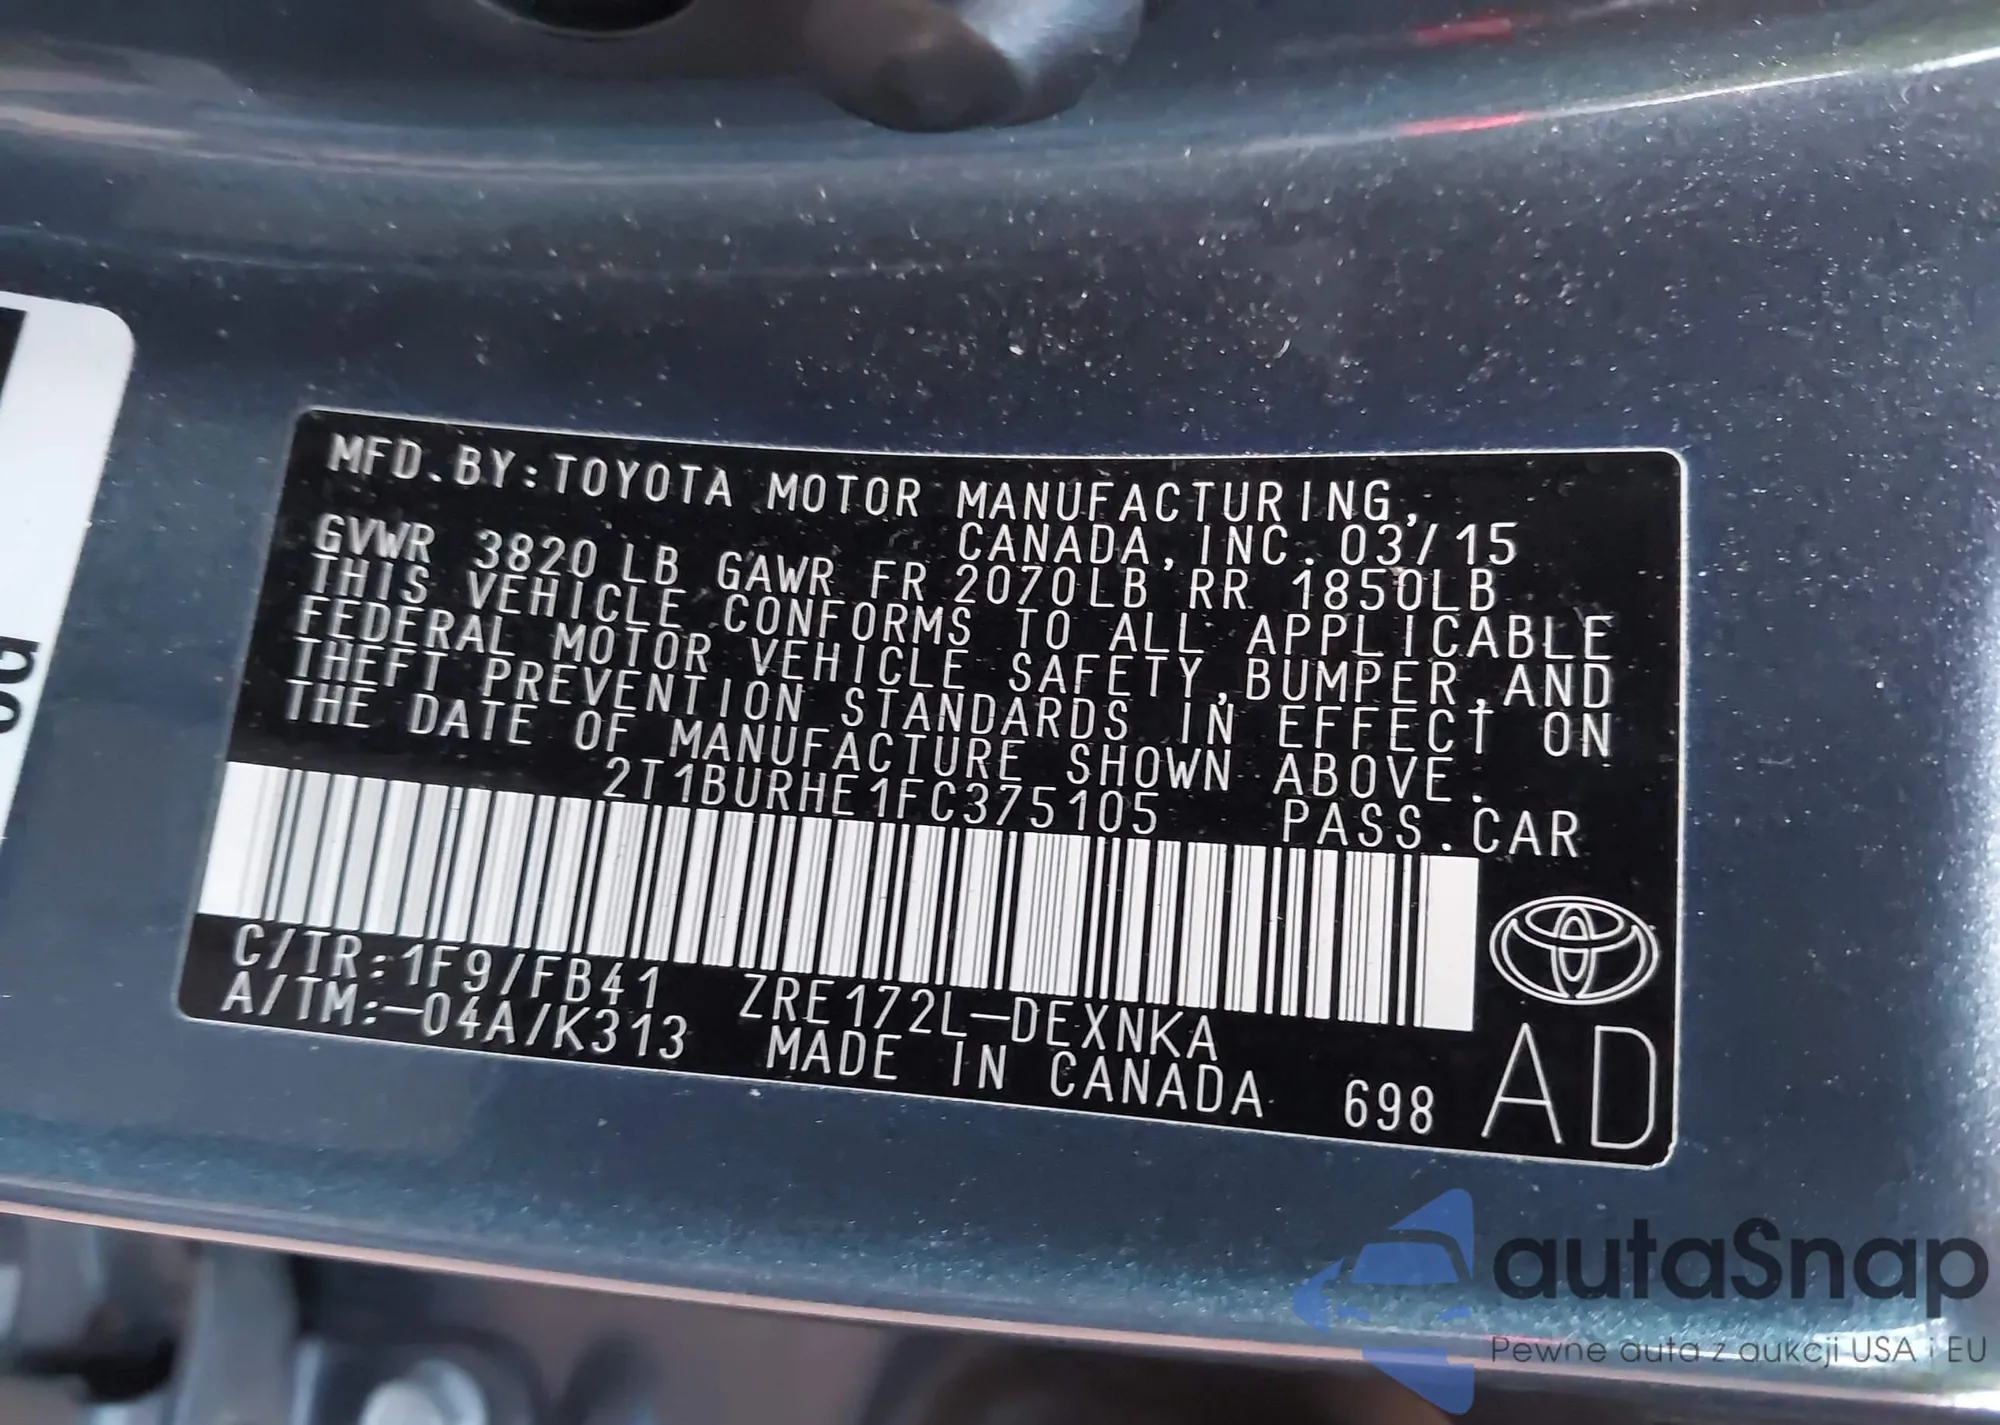 MFD.BY:TOYOTA MOTOR MANUFACTURING,
CANADA,INC. 03/15
GVWR 3820 LB GAWR FR 2070LB RR 1850LB
THIS VEHICLE CONFORMS TO ALL APPLICABLE
FEDERAL MOTOR VEHICLE SAFETY,BUMPER,AND
THEFT PREVENTION STANDARDS IN EFFECT ON
THE DATE OF MANUFACTURE SHOWN ABOVE.
2T1BURHE1FC375105 PASS.CAR
C/TR:1F9/FB41 ZRE172L-DEXNKA
A/TM:-04A/K313 MADE IN CANADA 698 AD
autaSnap
Pewne auta z aukcji USA i EU